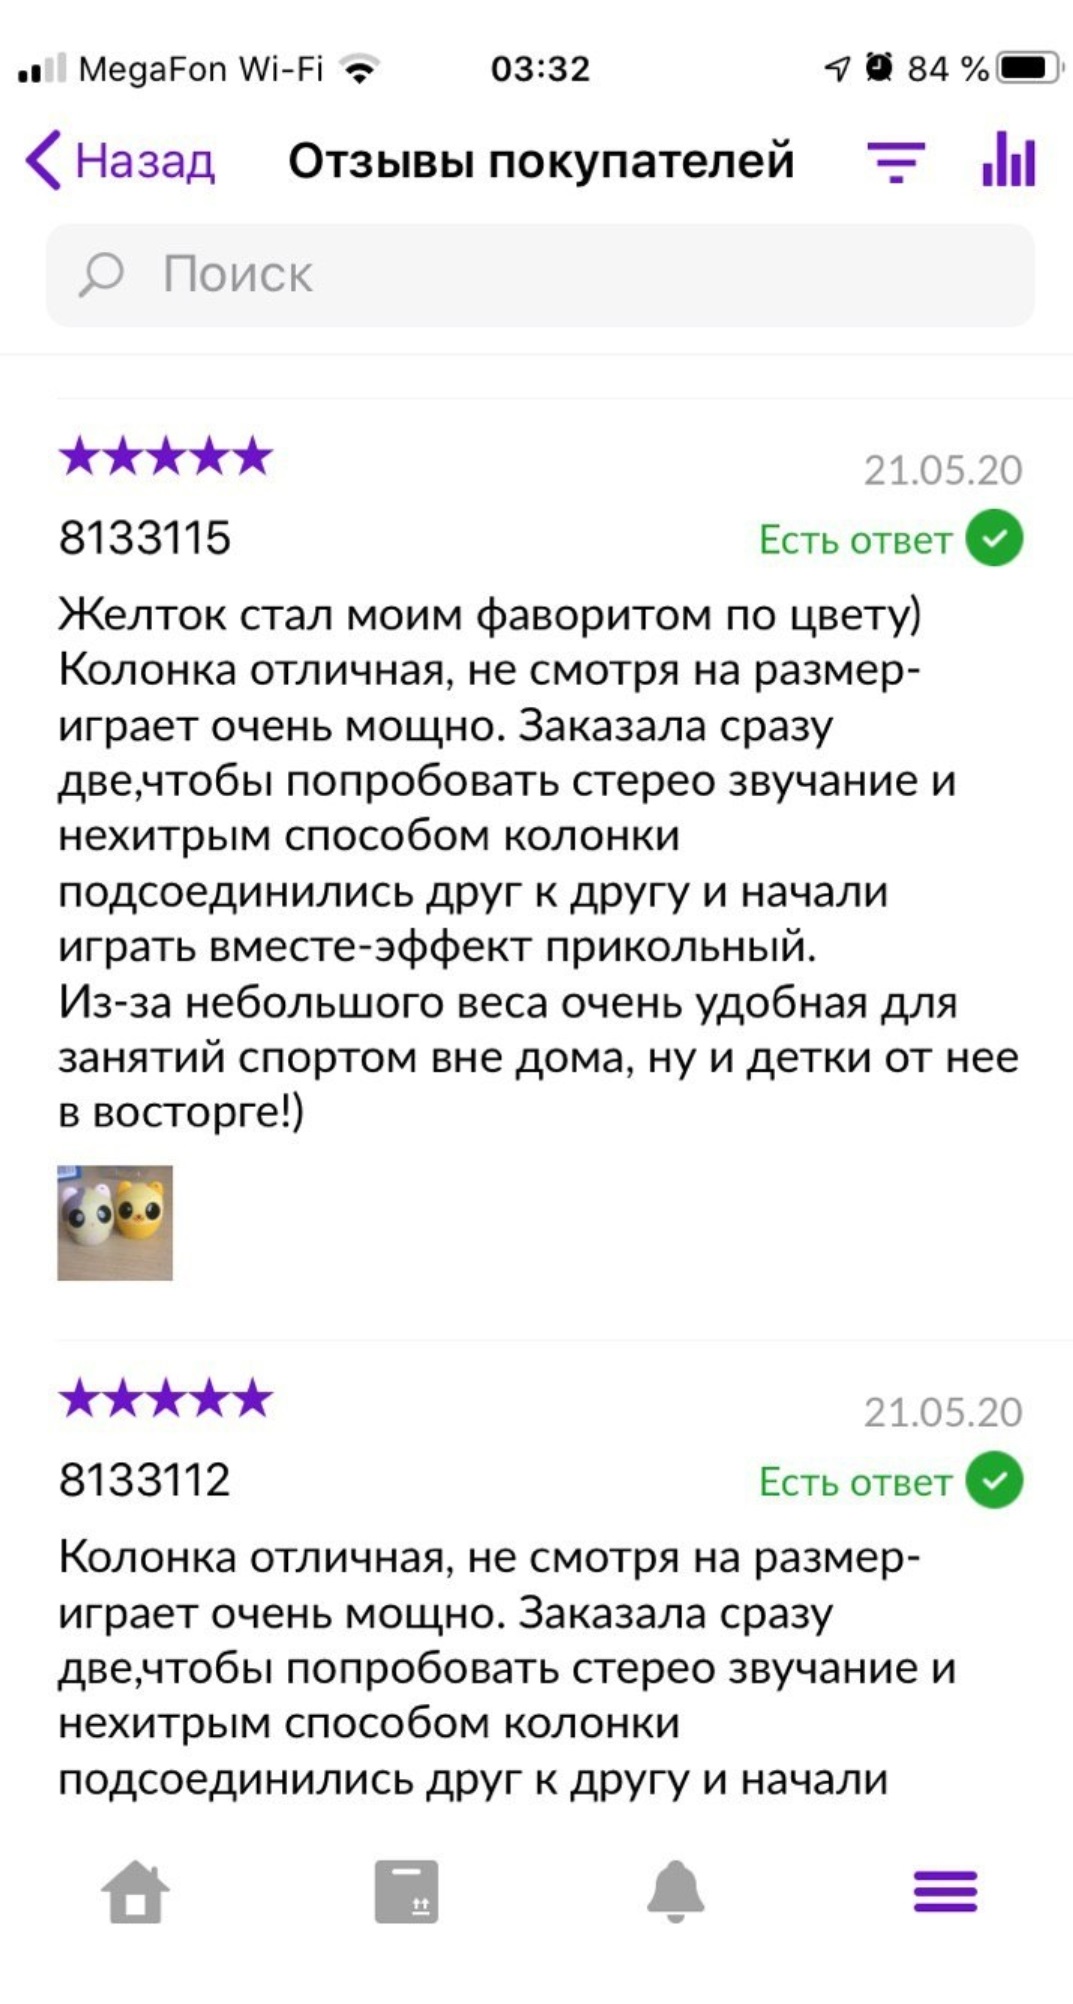 MegaFon Wi-Fi 03:32 84 %
Назад Отзывы покупателей
Поиск
21.05.20
8133115 Есть ответ
Желток стал моим фаворитом по цвету)
Колонка отличная, не смотря на размер-
играет очень мощно. Заказала сразу
две,чтобы попробовать стерео звучание и
нехитрым способом колонки
подсоединились друг к другу и начали
играть вместе-эффект прикольный.
Из-за небольшого веса очень удобная для
занятий спортом вне дома, ну и детки от нее
в восторге!)
21.05.20
8133112 Есть ответ
Колонка отличная, не смотря на размер-
играет очень мощно. Заказала сразу
две,чтобы попробовать стерео звучание и
нехитрым способом колонки
подсоединились друг к другу и начали